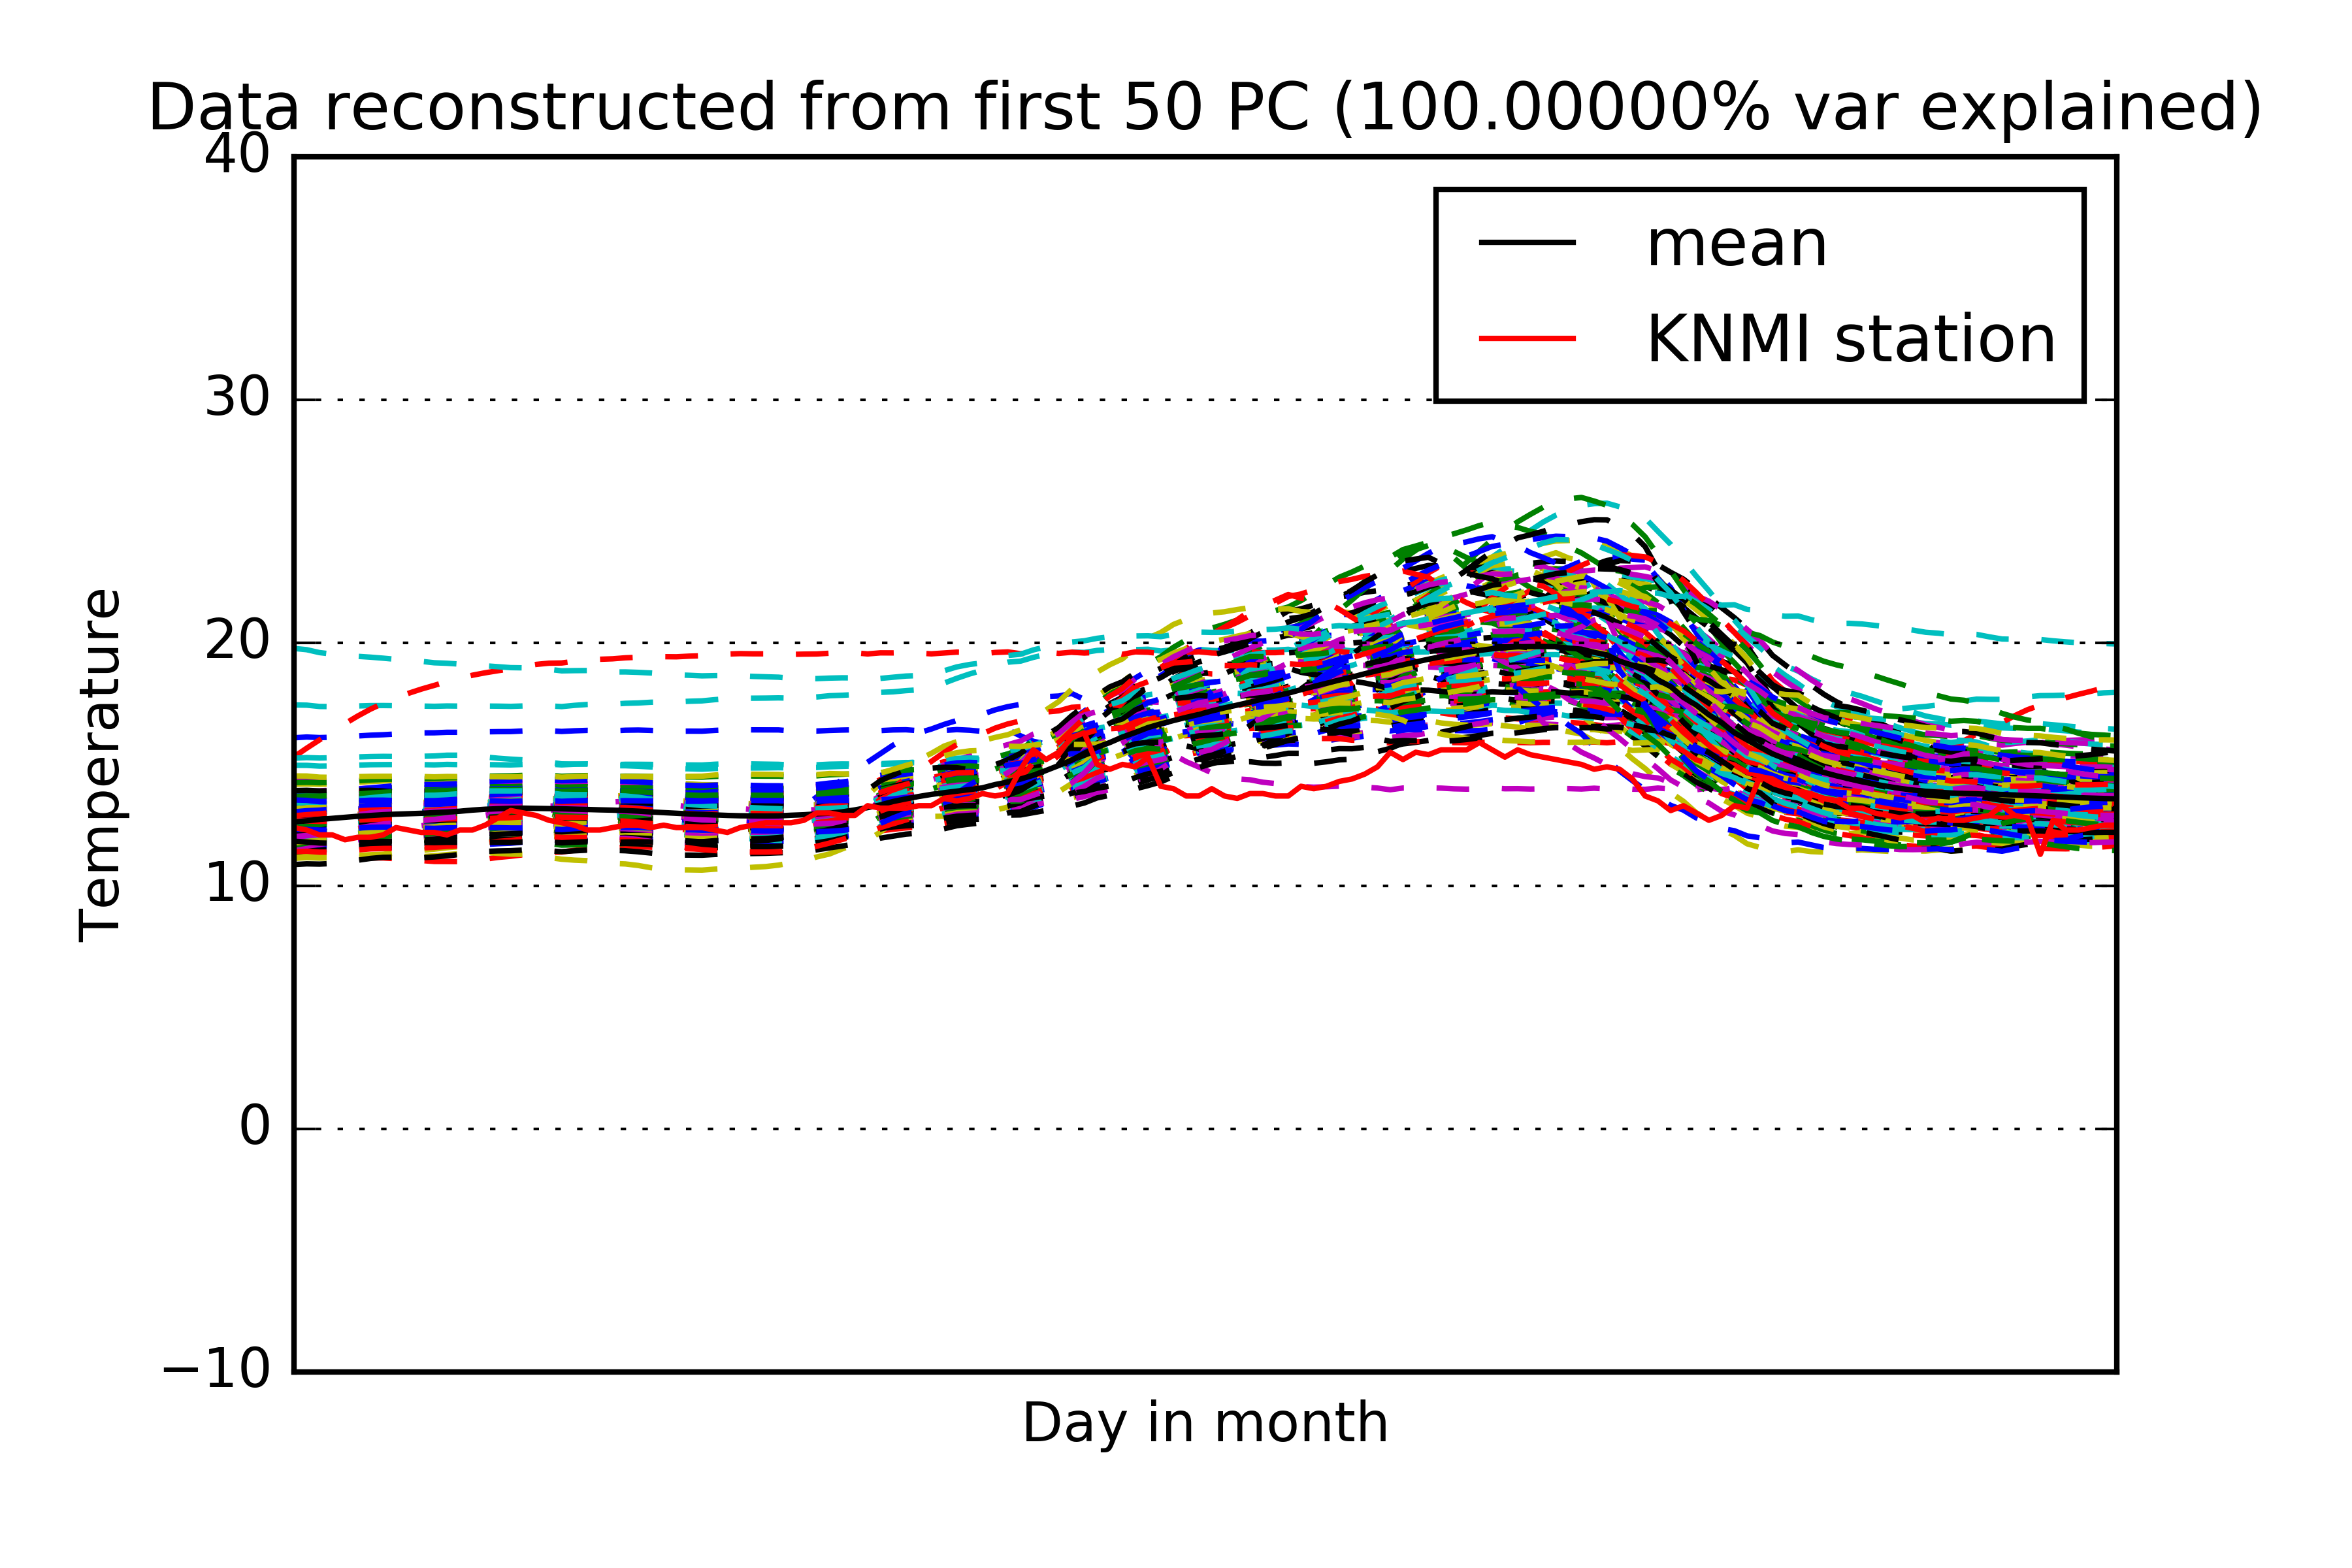 Data reconstructed from first 50 PC (100.00000% var explained)
40
30
20
10
0
−10
Temperature
mean
KNMI station
Day in month